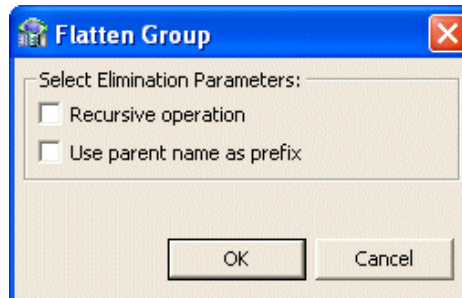 Flatten Group
Select Elimination Parameters:
Recursive operation
Use parent name as prefix
OK Cancel